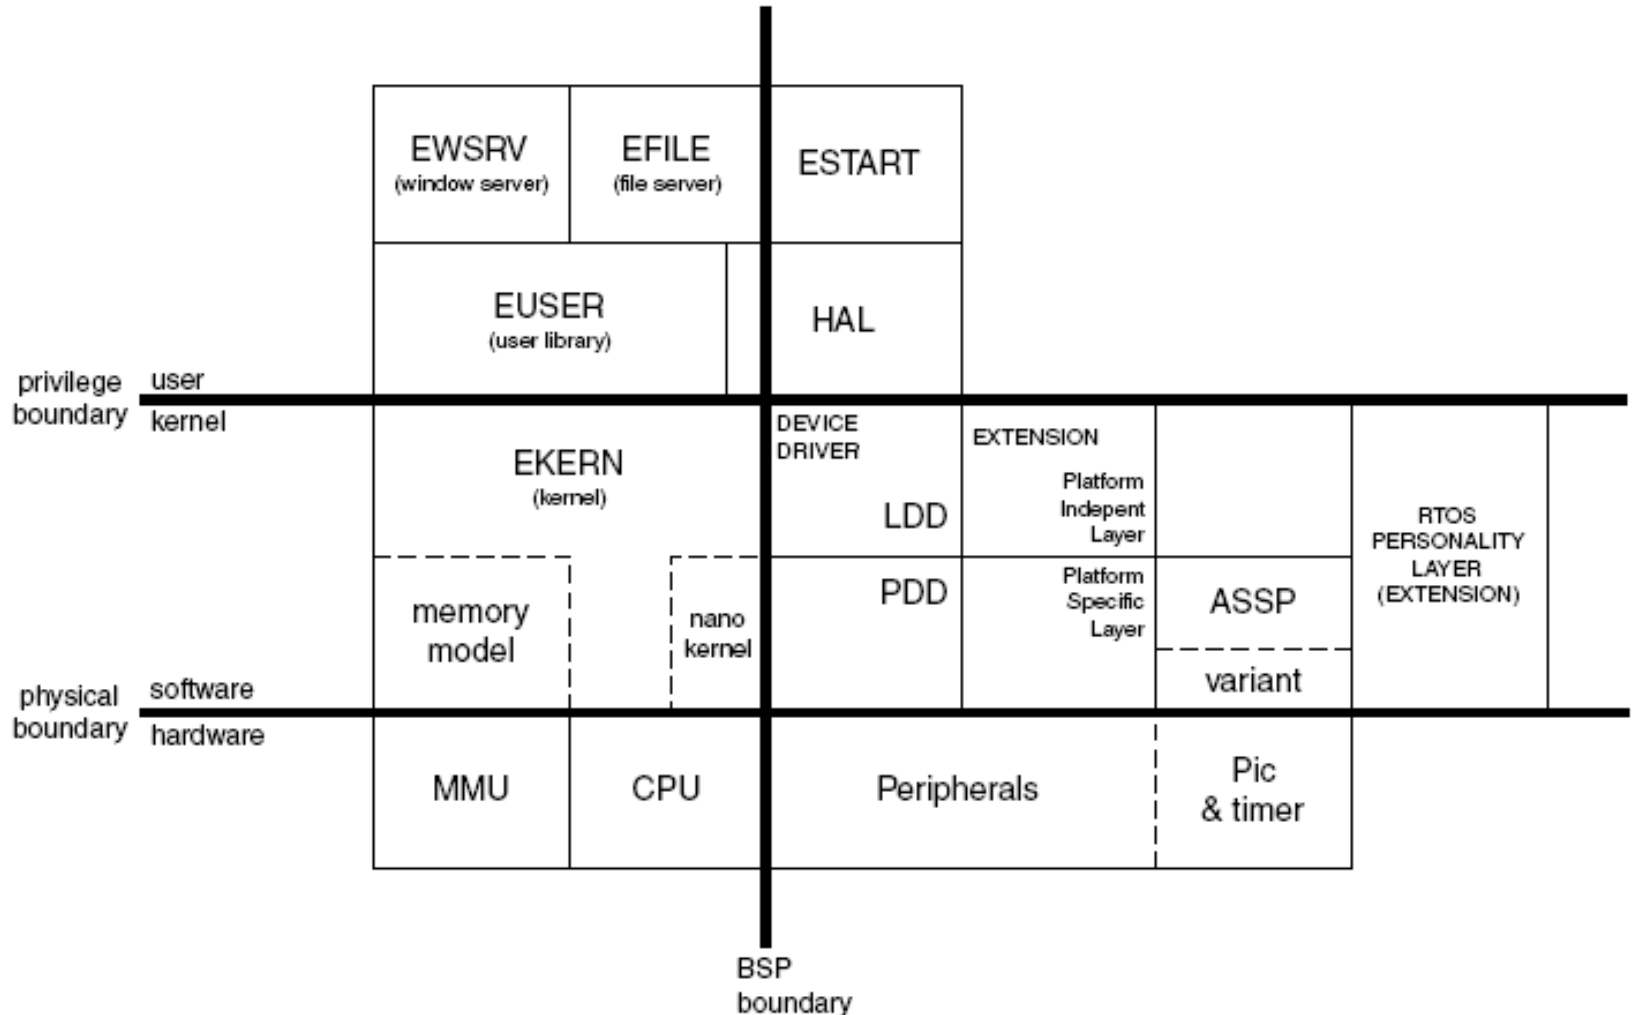 EWSRV
(window server)
EFILE
(file server)
ESTART
EUSER
(user library)
HAL
privilege
boundary
user
kernel
EKERN
(kernel)
DEVICE
DRIVER
LDD
EXTENSION
Platform
Indepent
Layer
RTOS
PERSONALITY
LAYER
(EXTENSION)
memory
model
nano
kernel
PDD
Platform
Specific
Layer
ASSP
variant
physical
boundary
software
hardware
MMU
CPU
Peripherals
Pic
& timer
BSP
boundary